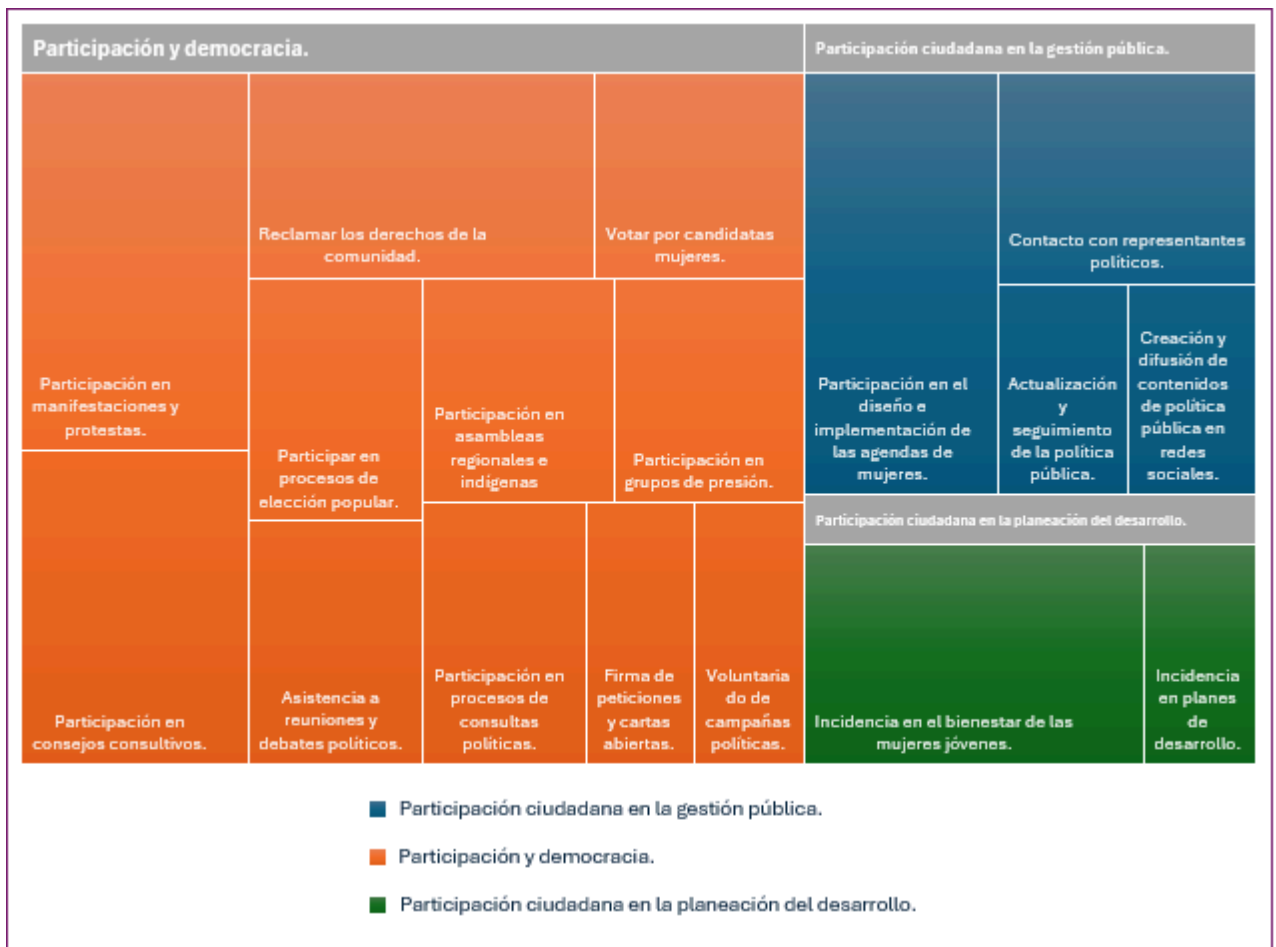 Participación y democracia.
Participación ciudadana en la gestión pública.
Reclamar los derechos de la
comunidad.
Votar por candidatas
mujeres.
Contacto con representantes
políticos.
Participación en
manifestaciones y
protestas.
Participar en
procesos de
elección popular.
Participación en
asambleas
regionales e
indígenas
Participación en
grupos de presión.
Participación en el
diseño e
implementación de
las agendas de
mujeres.
Actualización
y
seguimiento
de la política
pública.
Creación y
difusión de
contenidos
de política
pública en
redes
sociales.
Participación ciudadana en la planeación del desarrollo.
Participación en
consejos consultivos.
Asistencia a
reuniones y
debates políticos.
Participación en
procesos de
consultas
políticas.
Firma de
peticiones
y cartas
abiertas.
Voluntaria
do de
campañas
políticas.
Incidencia en el bienestar de las
mujeres jóvenes.
Incidencia
en planes
de
desarrollo.
Participación ciudadana en la gestión pública.
Participación y democracia.
Participación ciudadana en la planeación del desarrollo.